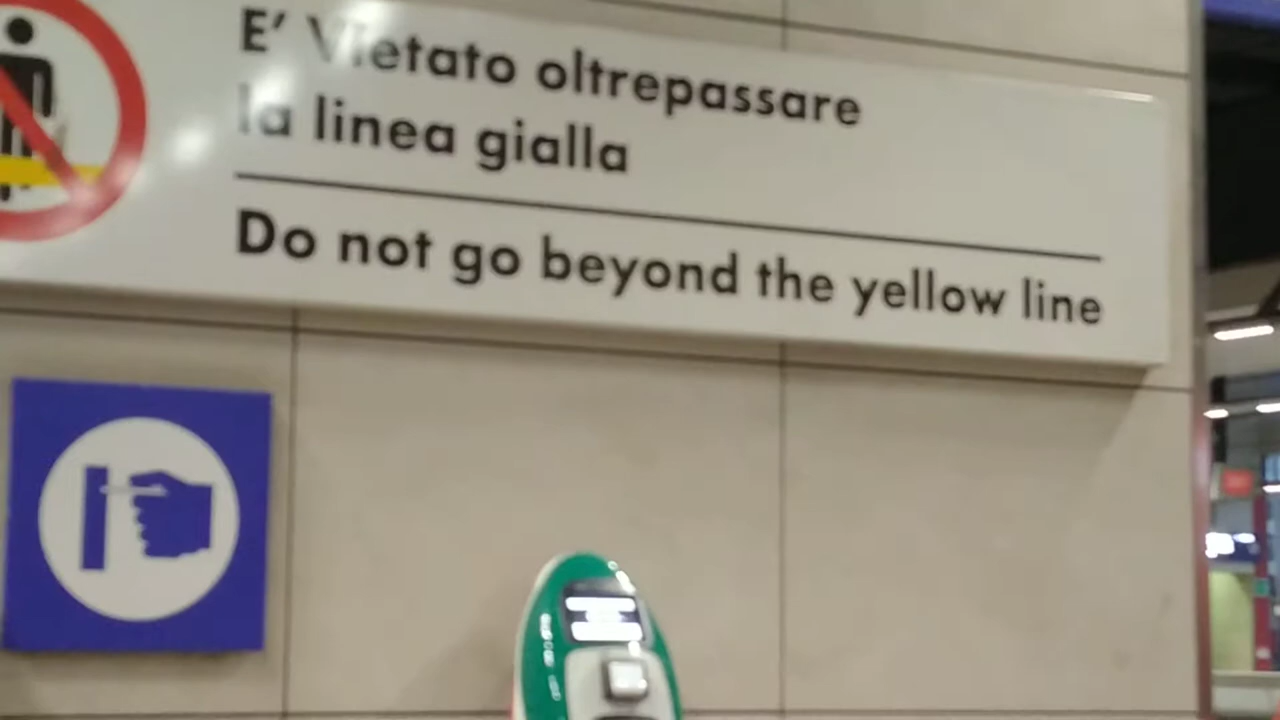 E' Vietato oltrepassare
la linea gialla
Do not go beyond the yellow line